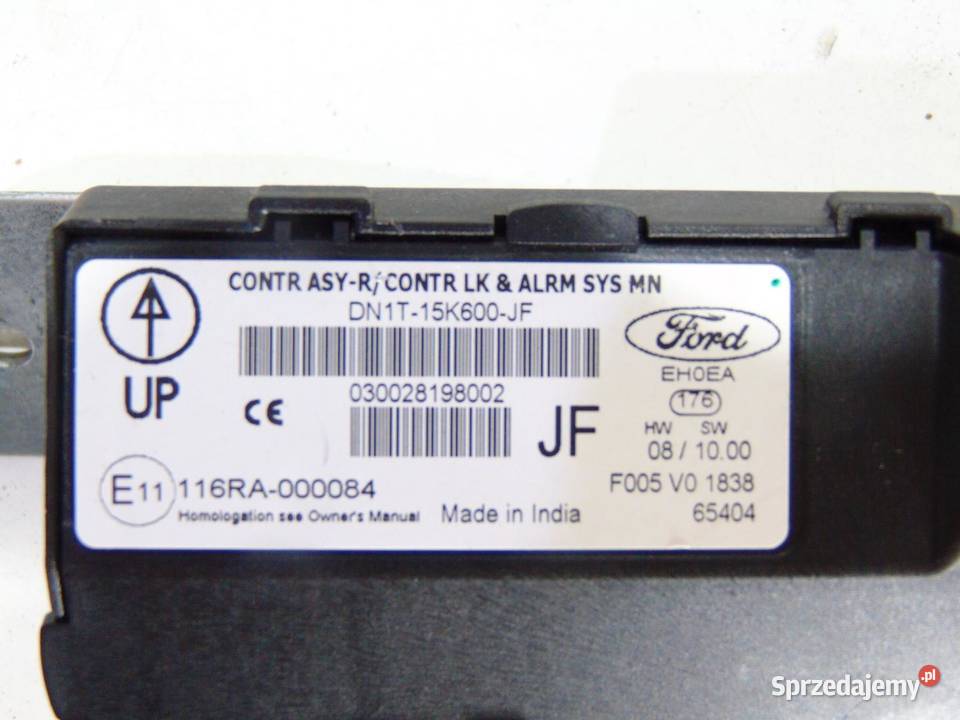 CONTR ASY-R/CONTR LK & ALRM SYS MN
DN1T-15K600-JF
Ford
UP
CE
030028198002
JF
EH0EA
176
HW SW
08 / 10.00
E11 116RA-000084
Homologation see Owner's Manual
Made in India
F005 V0 1838
65404
Sprzedajemy.pl